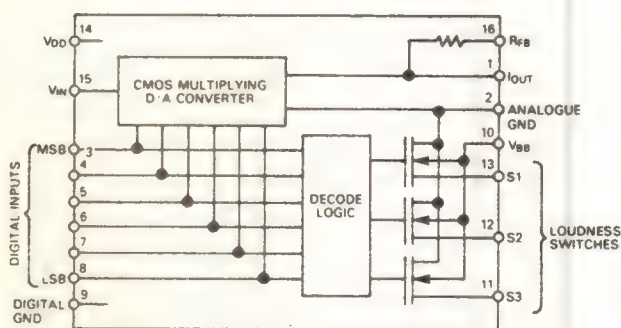 14
VDD
15
VIN
CMOS MULTIPLYING
D·A CONVERTER
16
RFB
1
IOUT
2
ANALOGUE
GND
10
VBB
13
S1
12
S2
11
S3
LOUDNESS
SWITCHES
DECODE
LOGIC
DIGITAL INPUTS
MSB
3
4
5
6
7
8
LSB
9
DIGITAL
GND